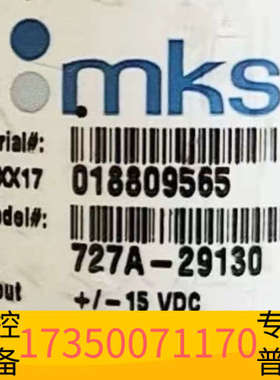 mks
erial#:
XX17 018809565
odel#:
727A-29130
out +/- 15 VDC
控 17350071170 专
备 普